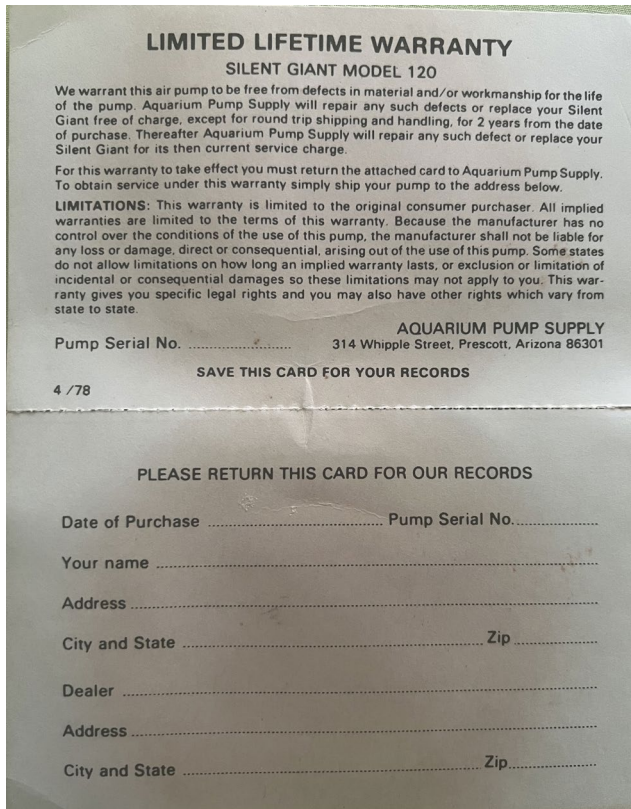 LIMITED LIFETIME WARRANTY
SILENT GIANT MODEL 120
We warrant this air pump to be free from defects in material and/or workmanship for the life
of the pump. Aquarium Pump Supply will repair any such defects or replace your Silent
Giant free of charge, except for round trip shipping and handling, for 2 years from the date
of purchase. Thereafter Aquarium Pump Supply will repair any such defect or replace your
Silent Giant for its then current service charge.
For this warranty to take effect you must return the attached card to Aquarium Pump Supply.
To obtain service under this warranty simply ship your pump to the address below.
LIMITATIONS: This warranty is limited to the original consumer purchaser. All implied
warranties are limited to the terms of this warranty. Because the manufacturer has no
control over the conditions of the use of this pump, the manufacturer shall not be liable for
any loss or damage, direct or consequential, arising out of the use of this pump. Some states
do not allow limitations on how long an implied warranty lasts, or exclusion or limitation of
incidental or consequential damages so these limitations may not apply to you. This war-
ranty gives you specific legal rights and you may also have other rights which vary from
state to state.
AQUARIUM PUMP SUPPLY
Pump Serial No. ........................ 314 Whipple Street, Prescott, Arizona 86301
SAVE THIS CARD FOR YOUR RECORDS
4 /78
PLEASE RETURN THIS CARD FOR OUR RECORDS
Date of Purchase ........................ Pump Serial No. ........................
Your name ........................
Address ........................
City and State ........................ Zip ........................
Dealer ........................
Address ........................
City and State ........................ Zip ........................